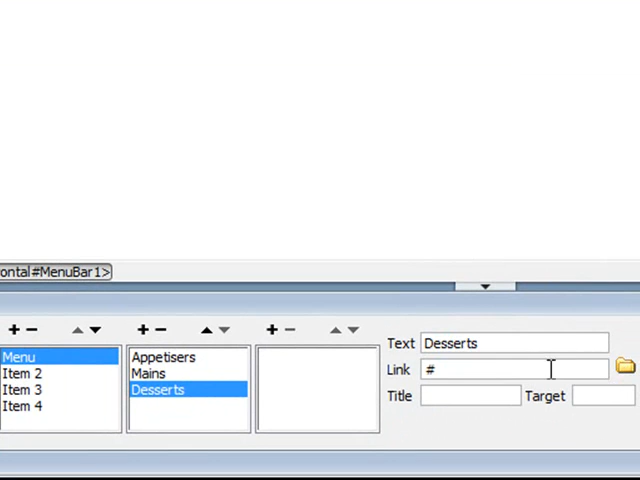 ontal#MenuBar1>
Menu
Item 2
Item 3
Item 4
Appetisers
Mains
Desserts
Text Desserts
Link #
Title Target